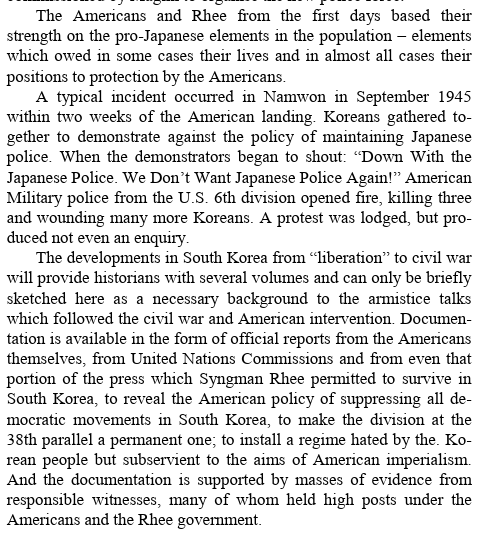 The Americans and Rhee from the first days based their
strength on the pro-Japanese elements in the population – elements
which owed in some cases their lives and in almost all cases their
positions to protection by the Americans.
A typical incident occurred in Namwon in September 1945
within two weeks of the American landing. Koreans gathered to-
gether to demonstrate against the policy of maintaining Japanese
police. When the demonstrators began to shout: “Down With the
Japanese Police. We Don’t Want Japanese Police Again!” American
Military police from the U.S. 6th division opened fire, killing three
and wounding many more Koreans. A protest was lodged, but pro-
duced not even an enquiry.
The developments in South Korea from “liberation” to civil war
will provide historians with several volumes and can only be briefly
sketched here as a necessary background to the armistice talks
which followed the civil war and American intervention. Documen-
tation is available in the form of official reports from the Americans
themselves, from United Nations Commissions and from even that
portion of the press which Syngman Rhee permitted to survive in
South Korea, to reveal the American policy of suppressing all de-
mocratic movements in South Korea, to make the division at the
38th parallel a permanent one; to install a regime hated by the. Ko-
rean people but subservient to the aims of American imperialism.
And the documentation is supported by masses of evidence from
responsible witnesses, many of whom held high posts under the
Americans and the Rhee government.